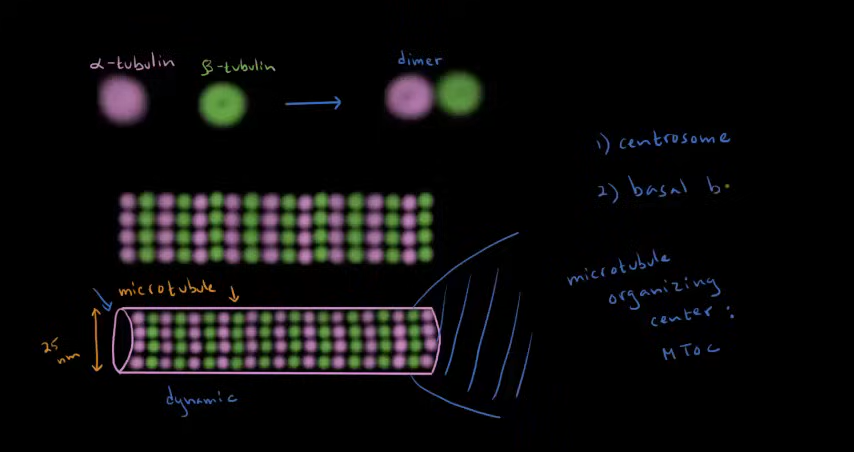 α-tubulin
β-tubulin
dimer
1) centrosome
2) basal b
microtubule
25 nm
dynamic
microtubule
organizing
center:
MTOC